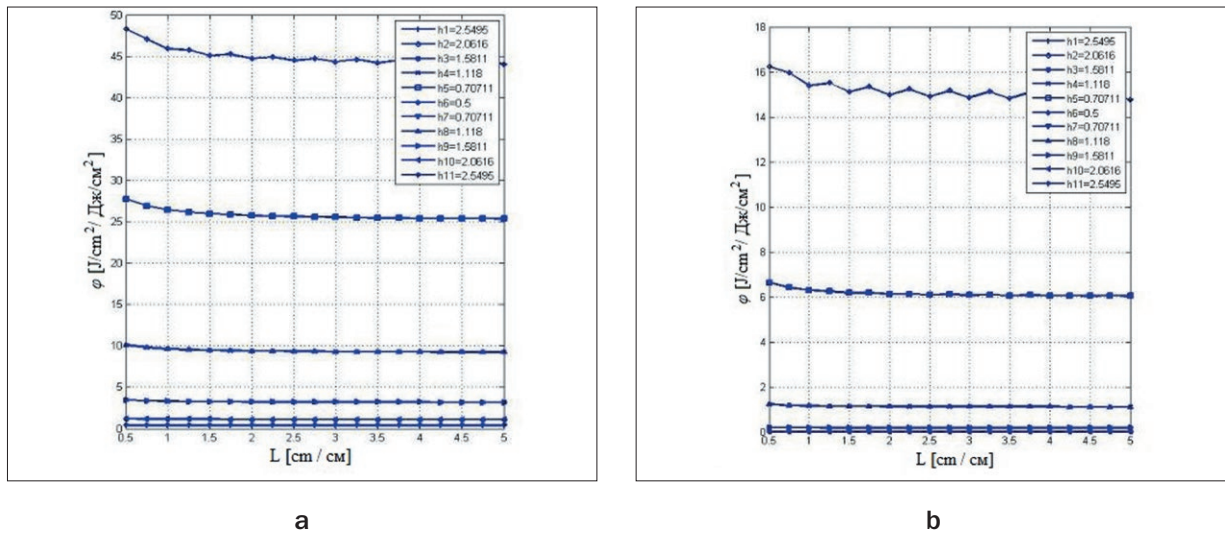 50
45
40
35
30
25
20
15
10
5
0
φ [J/cm²/ Дж/см²]
h1=2.5495
h2=2.0616
h3=1.5811
h4=1.118
h5=0.70711
h6=0.5
h7=0.70711
h8=1.118
h9=1.5811
h10=2.0616
h11=2.5495
0.5 1 1.5 2 2.5 3 3.5 4 4.5 5
L [cm / см]
a
18
16
14
12
10
8
6
4
2
0
φ [J/cm²/ Дж/см²]
h1=2.5495
h2=2.0616
h3=1.5811
h4=1.118
h5=0.70711
h6=0.5
h7=0.70711
h8=1.118
h9=1.5811
h10=2.0616
h11=2.5495
0.5 1 1.5 2 2.5 3 3.5 4 4.5 5
L [cm / см]
b